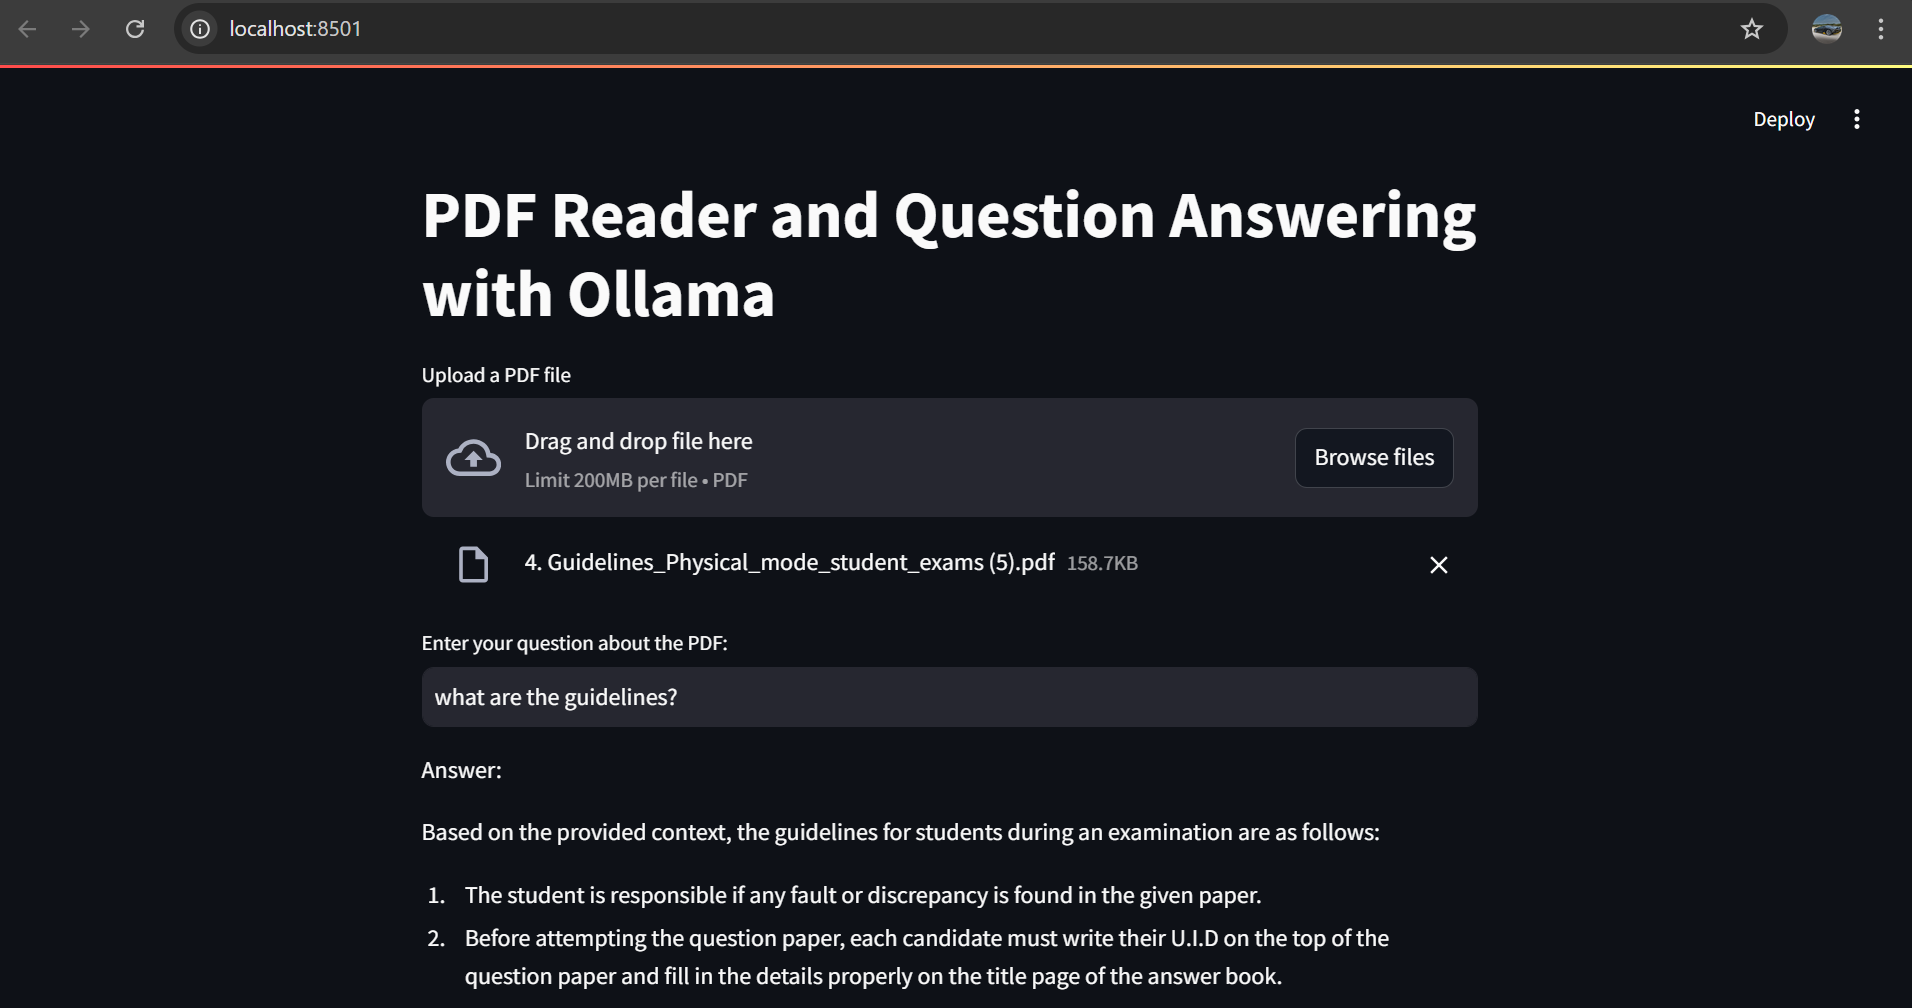 localhost:8501
Deploy
PDF Reader and Question Answering
with Ollama
Upload a PDF file
Drag and drop file here
Limit 200MB per file • PDF
Browse files
4. Guidelines_Physical_mode_student_exams (5).pdf 158.7KB
Enter your question about the PDF:
what are the guidelines?
Answer:
Based on the provided context, the guidelines for students during an examination are as follows:
1. The student is responsible if any fault or discrepancy is found in the given paper.
2. Before attempting the question paper, each candidate must write their U.I.D on the top of the
question paper and fill in the details properly on the title page of the answer book.